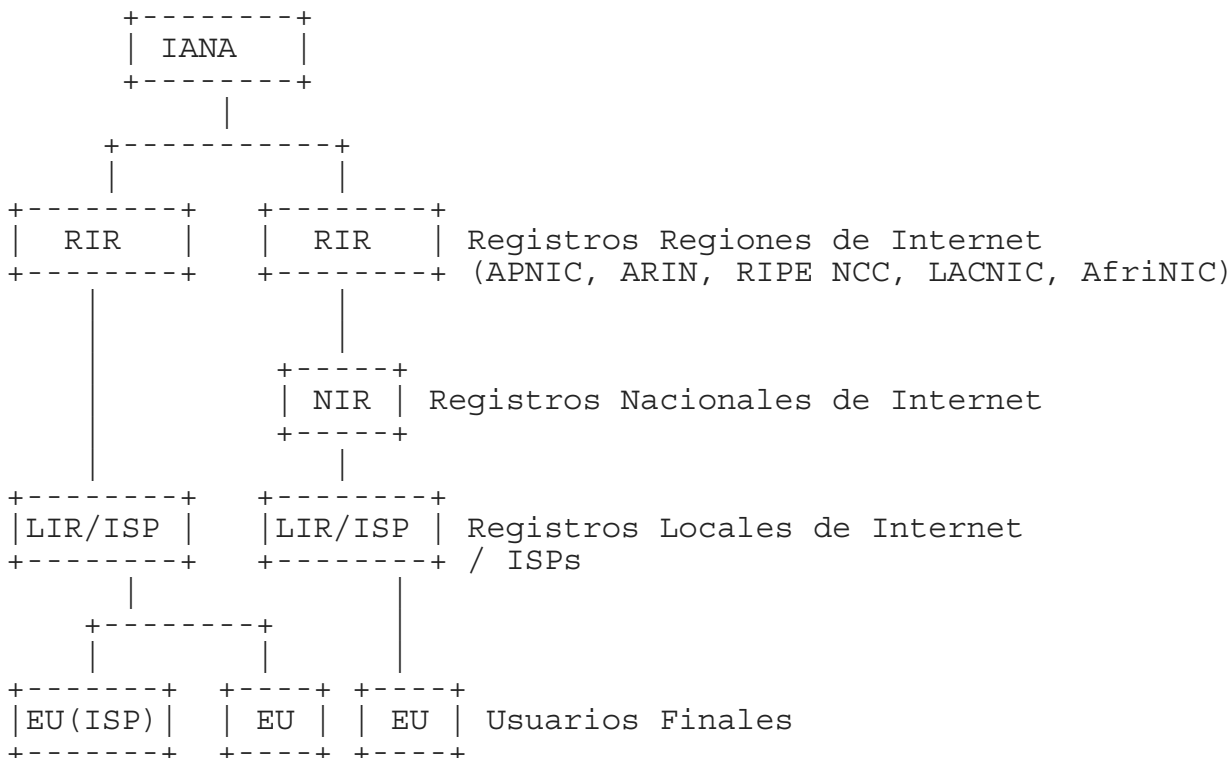 IANA
RIR RIR Registros Regiones de Internet
(APNIC, ARIN, RIPE NCC, LACNIC, AfriNIC)
NIR Registros Nacionales de Internet
LIR/ISP LIR/ISP Registros Locales de Internet
/ ISPs
EU(ISP) EU EU Usuarios Finales